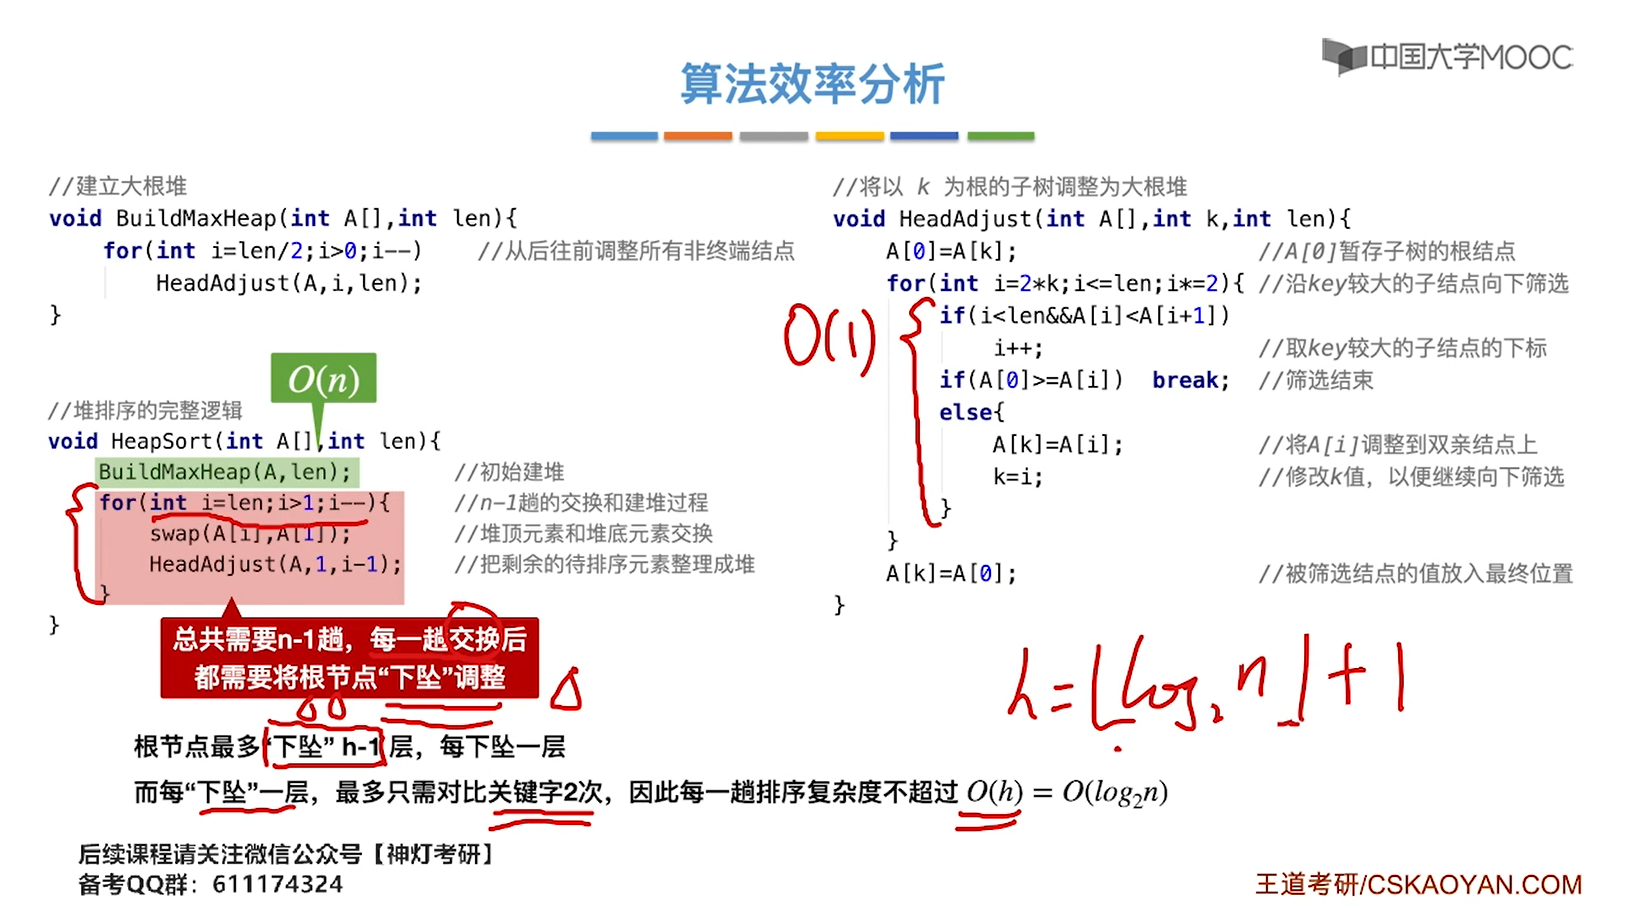 中国大学MOOC
算法效率分析
//建立大根堆
void BuildMaxHeap(int A[],int len){
for(int i=len/2;i>0;i--) //从后往前调整所有非终端结点
HeadAdjust(A,i,len);
}
O(n)
//堆排序的完整逻辑
void HeapSort(int A[],int len){
BuildMaxHeap(A,len); //初始建堆
for(int i=len;i>1;i--){ //n-1趟的交换和建堆过程
swap(A[i],A[1]); //堆顶元素和堆底元素交换
HeadAdjust(A,1,i-1); //把剩余的待排序元素整理成堆
}
}
总共需要n-1趟，每一趟交换后
都需要将根节点“下坠”调整
//将以 k 为根的子树调整为大根堆
void HeadAdjust(int A[],int k,int len){
A[0]=A[k]; //A[0]暂存子树的根结点
for(int i=2*k;i<=len;i*=2){ //沿key较大的子结点向下筛选
O(1)
if(i<len&&A[i]<A[i+1])
i++; //取key较大的子结点的下标
if(A[0]>=A[i]) break; //筛选结束
else{
A[k]=A[i]; //将A[i]调整到双亲结点上
k=i; //修改k值，以便继续向下筛选
}
}
A[k]=A[0]; //被筛选结点的值放入最终位置
}
h=⌊log₂n⌋+1
根节点最多“下坠” h-1 层，每下坠一层
而每“下坠”一层，最多只需对比关键字2次，因此每一趟排序复杂度不超过 O(h) = O(log₂n)
后续课程请关注微信公众号【神灯考研】
备考QQ群：611174324
王道考研/CSKAOYAN.COM